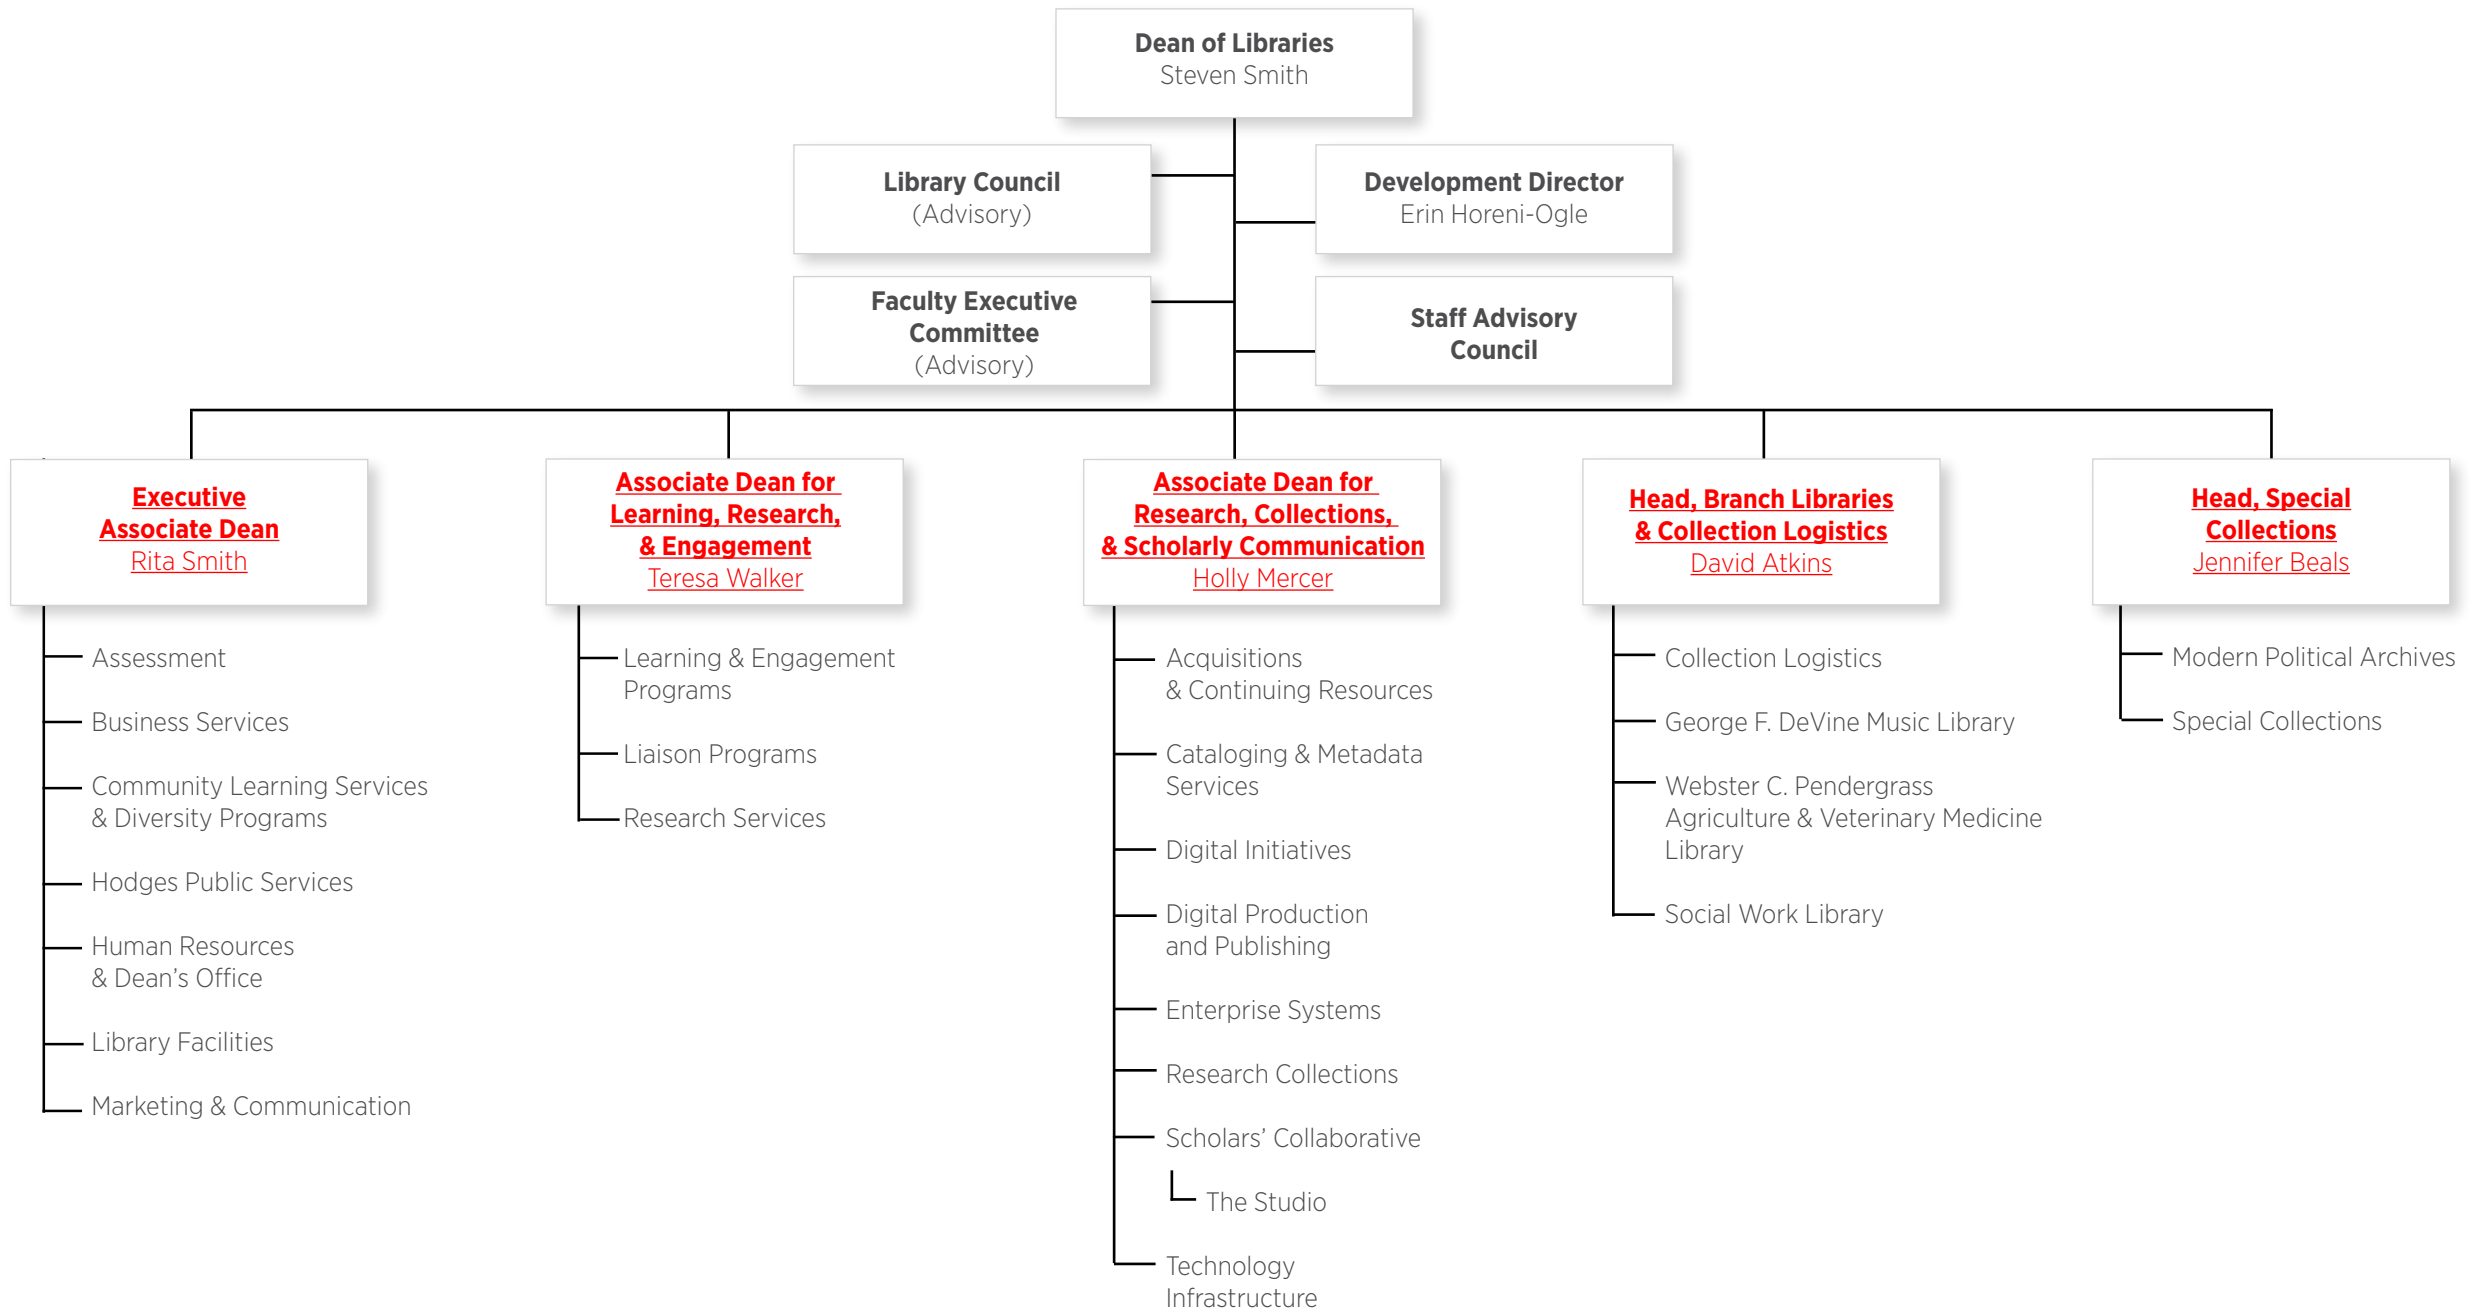 Dean of Libraries
Steven Smith
Library Council
(Advisory)
Development Director
Erin Horeni-Ogle
Faculty Executive
Committee
(Advisory)
Staff Advisory
Council
Executive
Associate Dean
Rita Smith
Associate Dean for
Learning, Research,
& Engagement
Teresa Walker
Associate Dean for
Research, Collections,
& Scholarly Communication
Holly Mercer
Head, Branch Libraries
& Collection Logistics
David Atkins
Head, Special
Collections
Jennifer Beals
Assessment
Business Services
Community Learning Services
& Diversity Programs
Hodges Public Services
Human Resources
& Dean’s Office
Library Facilities
Marketing & Communication
Learning & Engagement
Programs
Liaison Programs
Research Services
Acquisitions
& Continuing Resources
Cataloging & Metadata
Services
Digital Initiatives
Digital Production
and Publishing
Enterprise Systems
Research Collections
Scholars’ Collaborative
The Studio
Technology
Infrastructure
Collection Logistics
George F. DeVine Music Library
Webster C. Pendergrass
Agriculture & Veterinary Medicine
Library
Social Work Library
Modern Political Archives
Special Collections